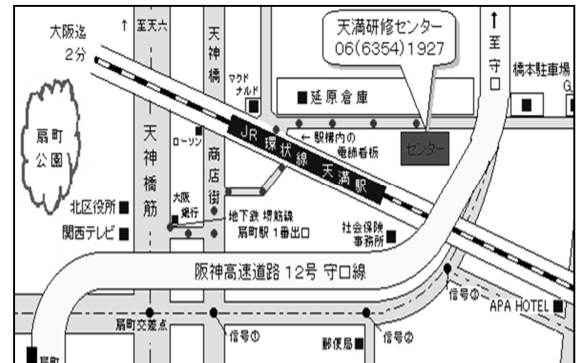 大阪迄
2分
↑
至天六
天神橋
商店街
天満研修センター
06(6354)1927
↑至守口
橋本駐車場
マクド
ナルド
延原倉庫
扇町
公園
天神橋筋
ローソン
JR環状線 天満駅
← 駅構内の
電飾看板
センター
大阪
銀行
北区役所
関西テレビ
地下鉄 堺筋線
扇町駅 1番出口
社会保険
事務所
阪神高速道路 12号 守口線
信号③
APA HOTEL
扇町交差点
信号①
信号②
郵便局
扇町